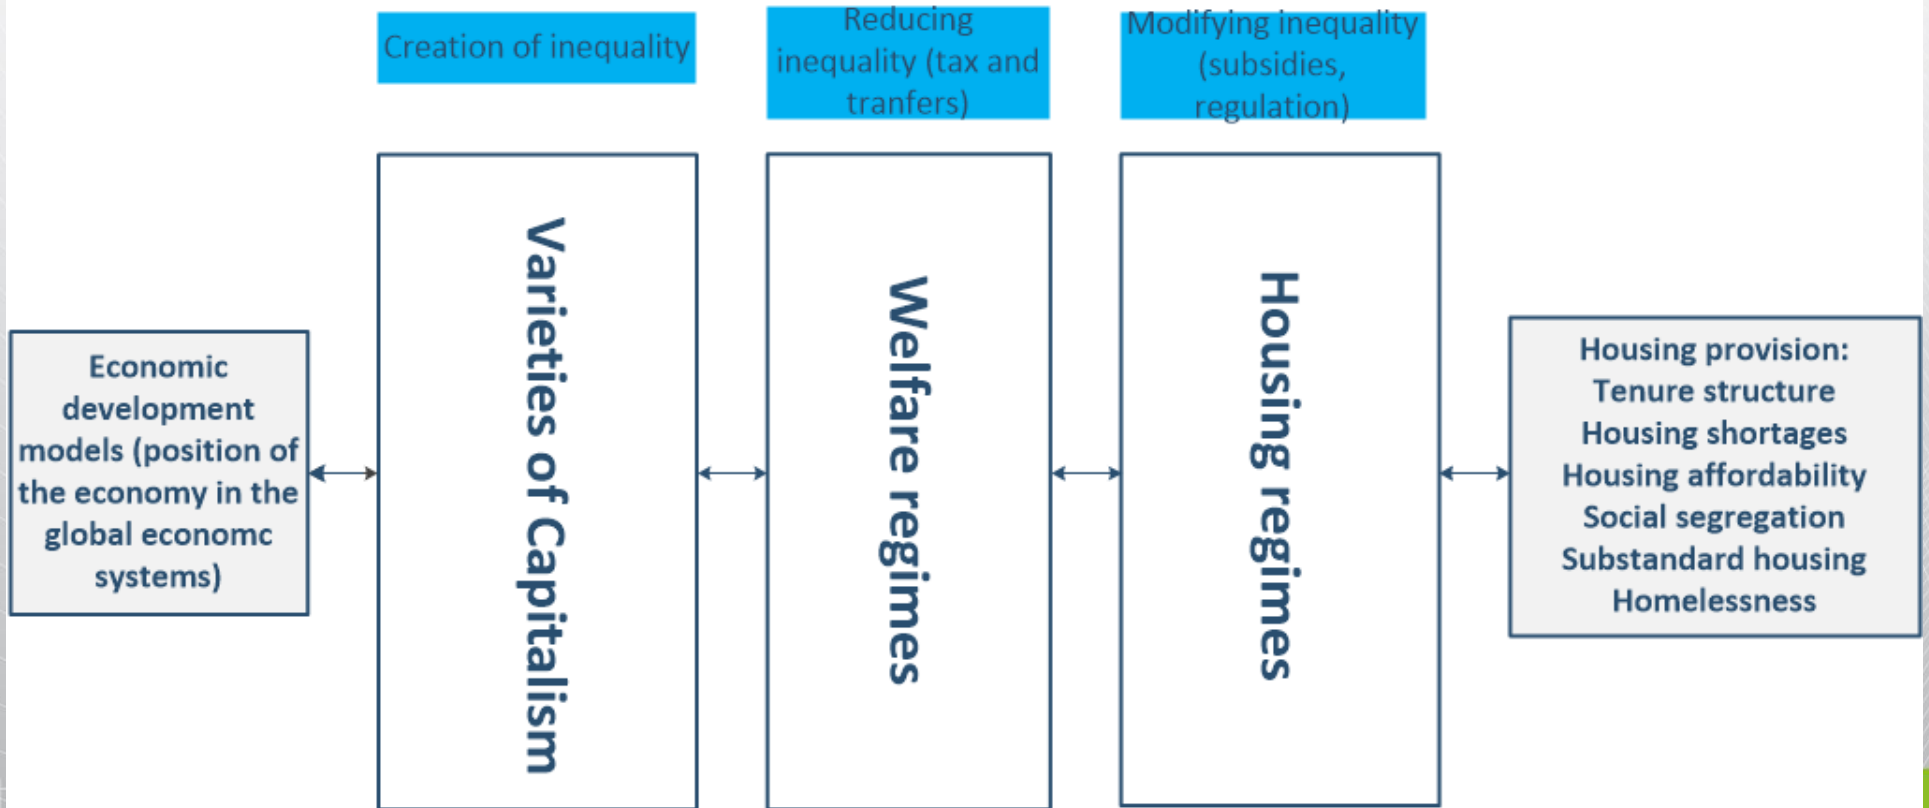 Creation of inequality
Reducing
inequality (tax and
tranfers)
Modifying inequality
(subsidies,
regulation)
Economic
development
models (position of
the economy in the
global economc
systems)
Varieties of Capitalism
Welfare regimes
Housing regimes
Housing provision:
Tenure structure
Housing shortages
Housing affordability
Social segregation
Substandard housing
Homelessness